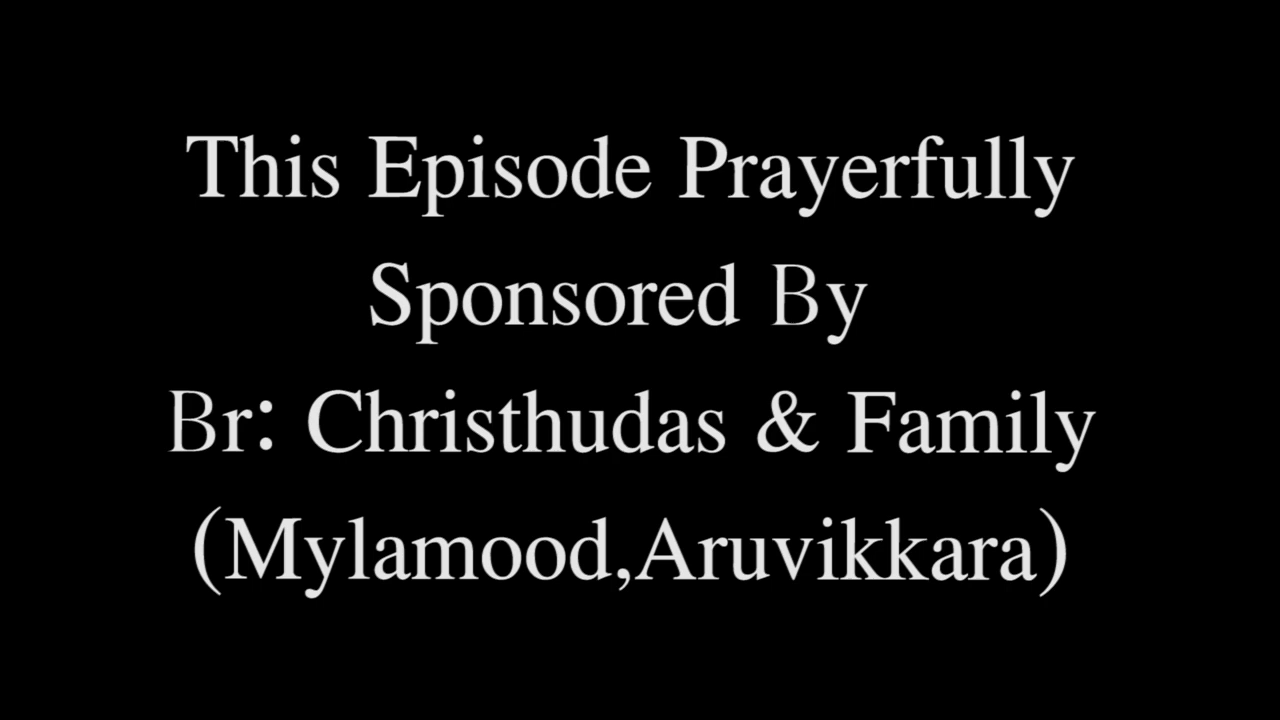 This Episode Prayerfully
Sponsored By
Br: Christhudas & Family
(Mylamood,Aruvikkara)